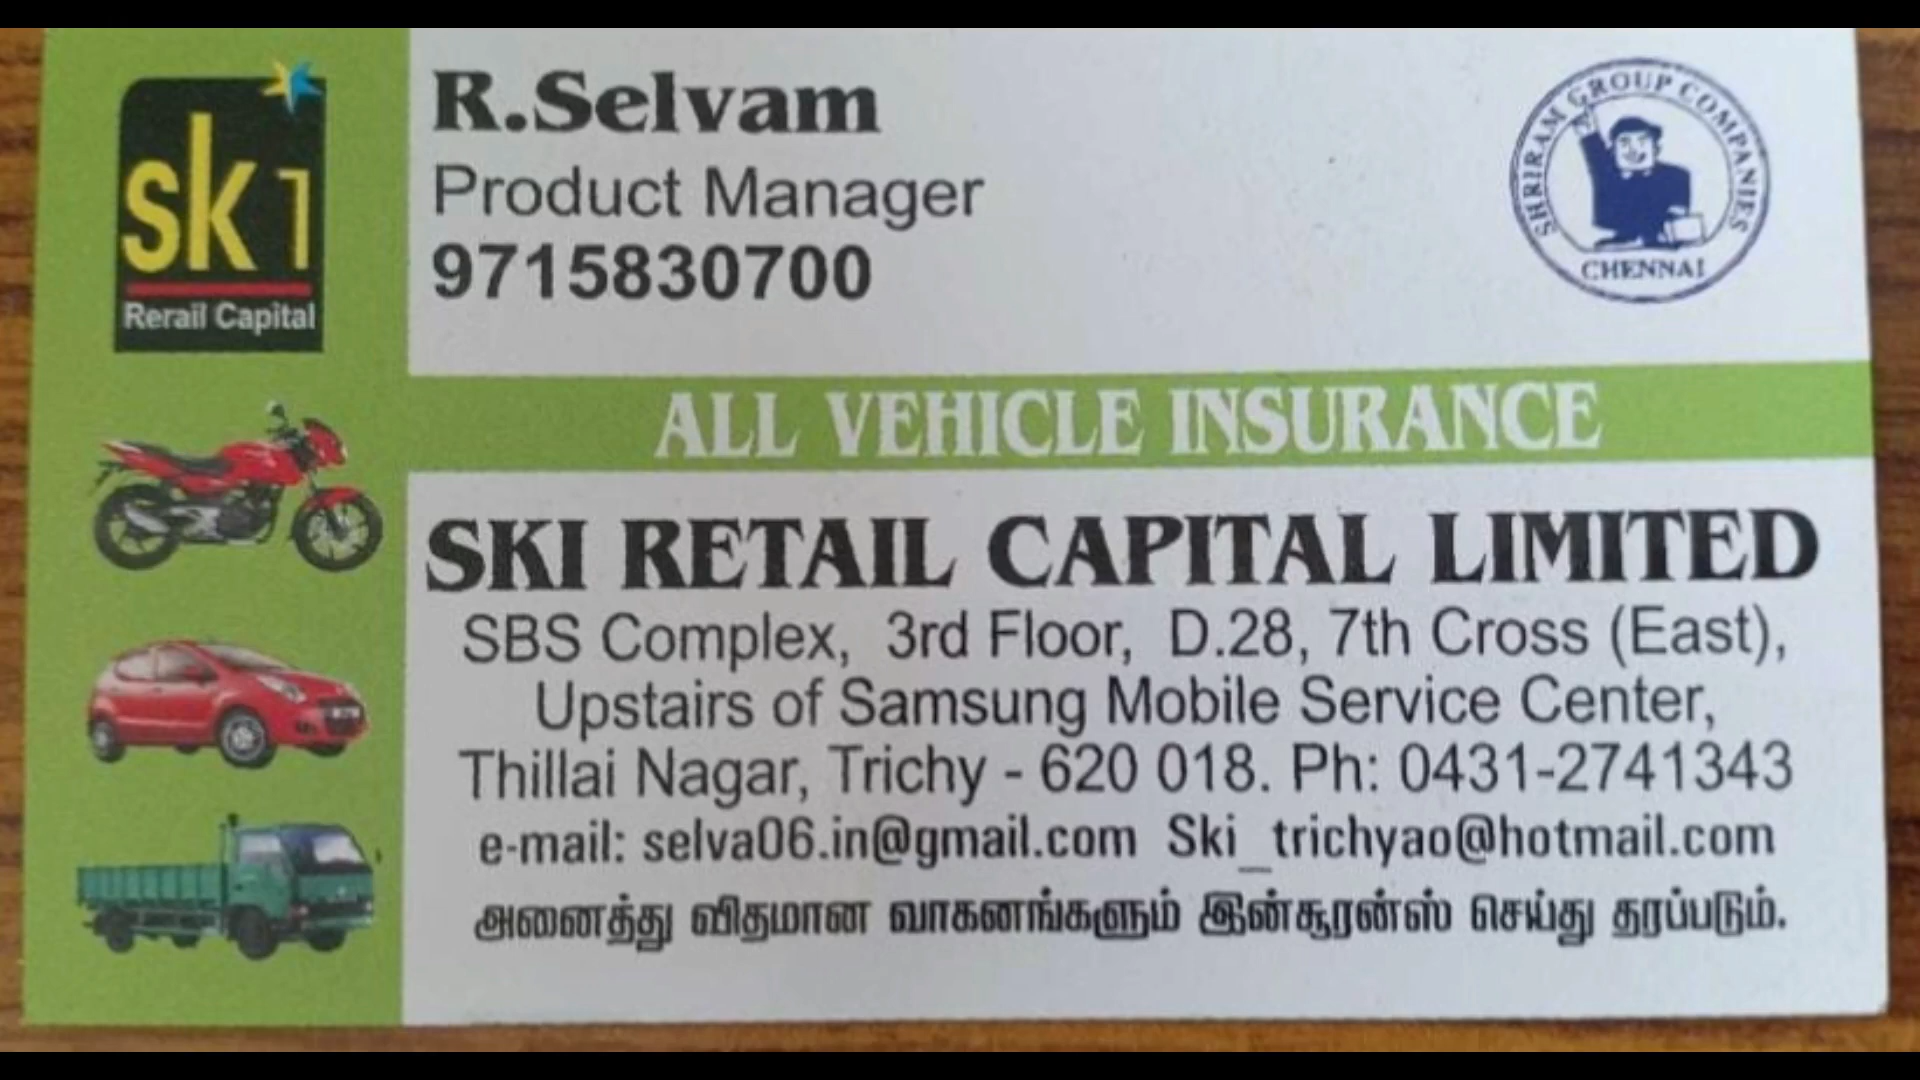 sk1
Rerail Capital
R.Selvam
Product Manager
9715830700
SHRIRAM GROUP COMPANIES
CHENNAI
ALL VEHICLE INSURANCE
SKI RETAIL CAPITAL LIMITED
SBS Complex, 3rd Floor, D.28, 7th Cross (East),
Upstairs of Samsung Mobile Service Center,
Thillai Nagar, Trichy - 620 018. Ph: 0431-2741343
e-mail: selva06.in@gmail.com Ski_trichyao@hotmail.com
அனைத்து விதமான வாகனங்களும் இன்சூரன்ஸ் செய்து தரப்படும்.